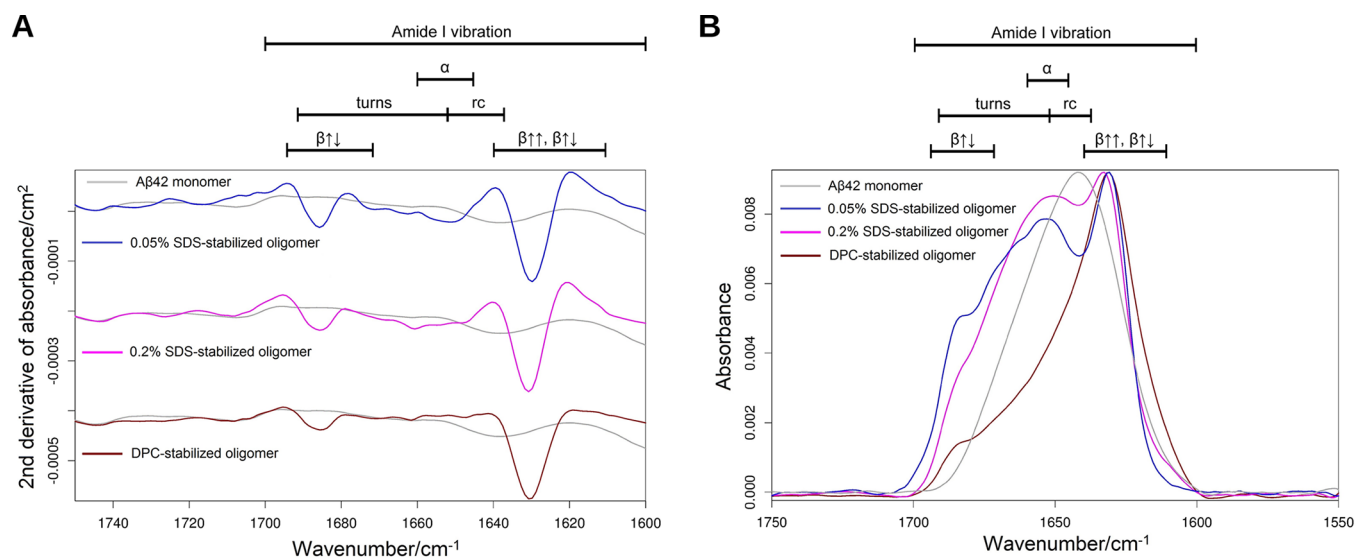 A
Amide I vibration
α
turns
rc
β↑↓
β↑↑, β↑↓
Aβ42 monomer
0.05% SDS-stabilized oligomer
0.2% SDS-stabilized oligomer
DPC-stabilized oligomer
2nd derivative of absorbance/cm2
-0.0001
-0.0003
-0.0005
1740
1720
1700
1680
1660
1640
1620
1600
Wavenumber/cm-1
B
Amide I vibration
α
turns
rc
β↑↓
β↑↑, β↑↓
Aβ42 monomer
0.05% SDS-stabilized oligomer
0.2% SDS-stabilized oligomer
DPC-stabilized oligomer
Absorbance
0.008
0.006
0.004
0.002
0.000
1750
1700
1650
1600
1550
Wavenumber/cm-1